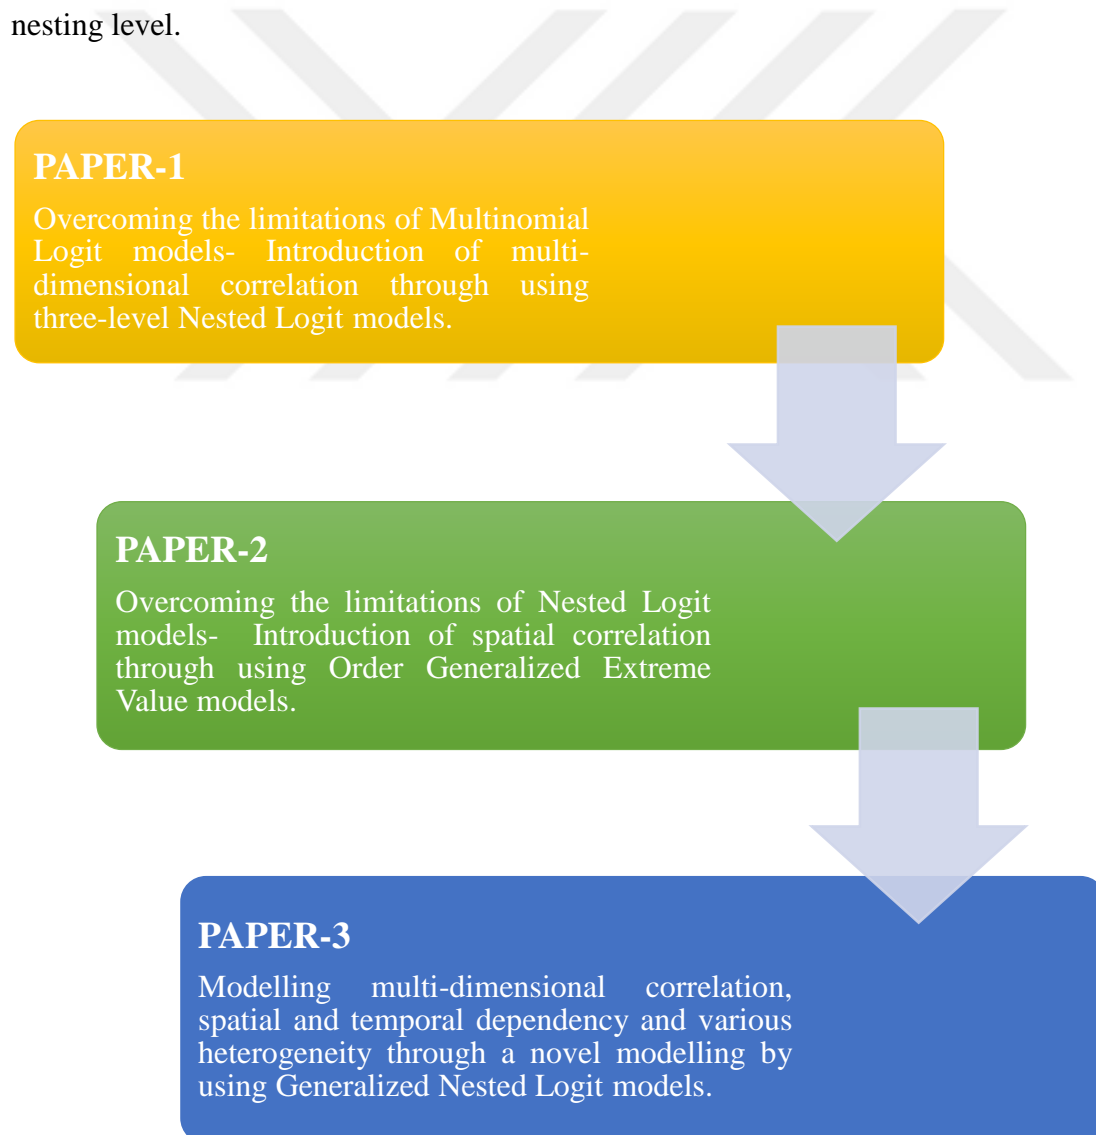 nesting level.
PAPER-1
Overcoming the limitations of Multinomial
Logit models- Introduction of multi-
dimensional correlation through using
three-level Nested Logit models.
PAPER-2
Overcoming the limitations of Nested Logit
models- Introduction of spatial correlation
through using Order Generalized Extreme
Value models.
PAPER-3
Modelling multi-dimensional correlation,
spatial and temporal dependency and various
heterogeneity through a novel modelling by
using Generalized Nested Logit models.